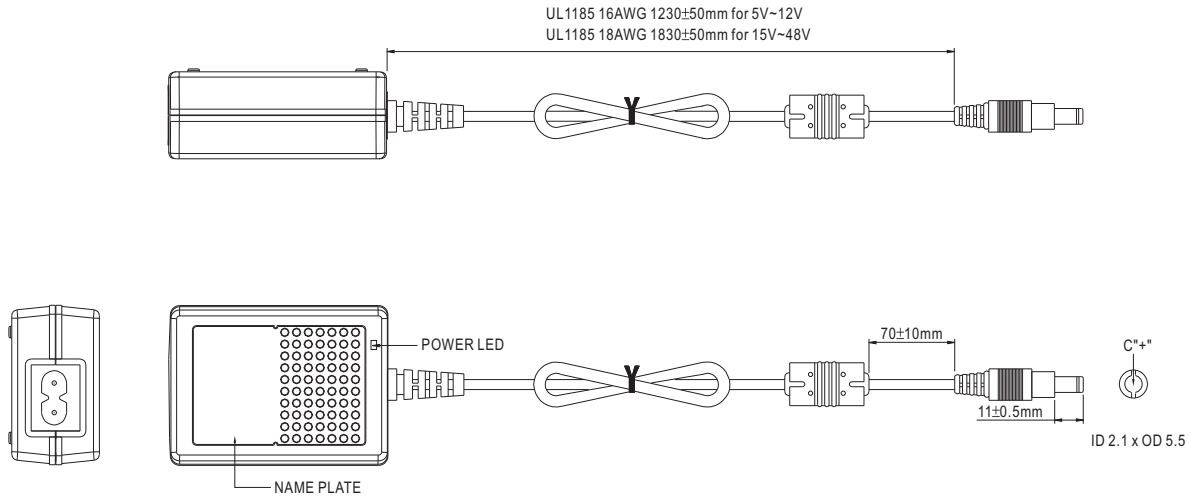 UL1185 16AWG 1230±50mm for 5V~12V
UL1185 18AWG 1830±50mm for 15V~48V
POWER LED
70±10mm
C"+"
11±0.5mm
ID 2.1 x OD 5.5
NAME PLATE